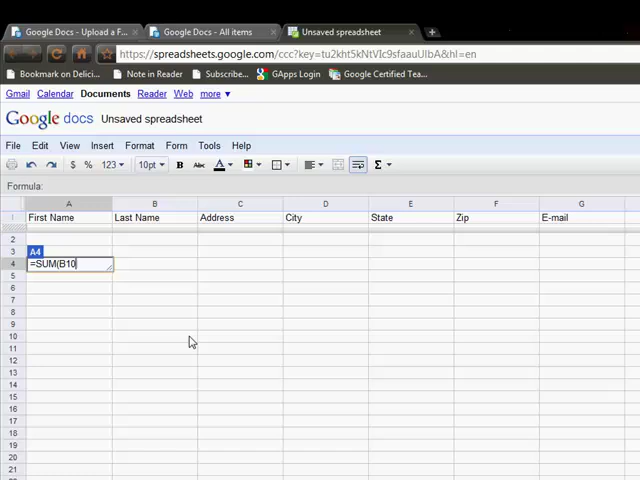 Google Docs - Upload a F... Google Docs - All items Unsaved spreadsheet
https://spreadsheets.google.com/ccc?key=tu2kht5kNtVIc9sfaauUIbA&hl=en
Bookmark on Delici... Note in Reader Subscribe... GApps Login Google Certified Tea...
Gmail Calendar Documents Reader Web more ▼
Google docs Unsaved spreadsheet
File Edit View Insert Format Form Tools Help
$ % 123 10pt B Abc A Σ
Formula:
A B C D E F G
1 First Name Last Name Address City State Zip E-mail
2
3 A4
4 =SUM(B10
5
6
7
8
9
10
11
12
13
14
15
16
17
18
19
20
21